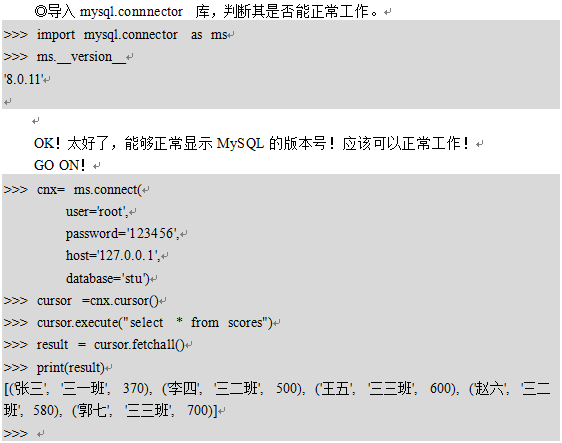 ◎导入 mysql.connnector 库，判断其是否能正常工作。↵
>>> import mysql.connector as ms↵
>>> ms.__version__↵
'8.0.11'↵
↵
↵
OK！太好了，能够正常显示 MySQL 的版本号！应该可以正常工作！↵
GO ON！↵
>>> cnx= ms.connect(↵
user='root',↵
password='123456',↵
host='127.0.0.1',↵
database='stu')↵
>>> cursor =cnx.cursor()↵
>>> cursor.execute("select * from scores")↵
>>> result = cursor.fetchall()↵
>>> print(result)↵
[('张三', '三一班', 370), ('李四', '三二班', 500), ('王五', '三三班', 600), ('赵六', '三二
班', 580), ('郭七', '三三班', 700)]↵
>>> ↵